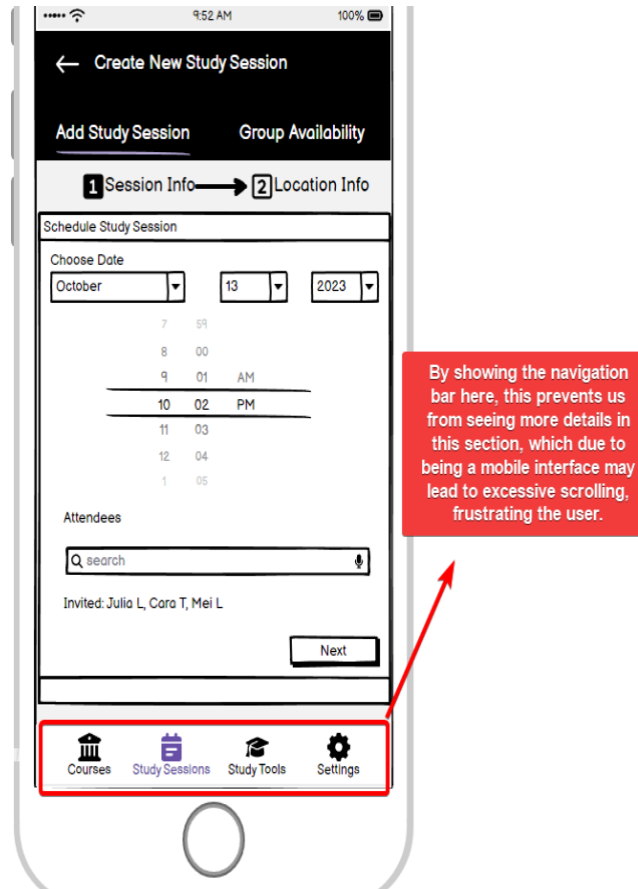 9:52 AM 100%
← Create New Study Session
Add Study Session Group Availability
1 Session Info 2 Location Info
Schedule Study Session
Choose Date
October 13 2023
7 59
8 00
9 01 AM
10 02 PM
11 03
12 04
1 05
Attendees
search
Invited: Julia L, Cara T, Mei L
Next
Courses Study Sessions Study Tools Settings
By showing the navigation
bar here, this prevents us
from seeing more details in
this section, which due to
being a mobile interface may
lead to excessive scrolling,
frustrating the user.